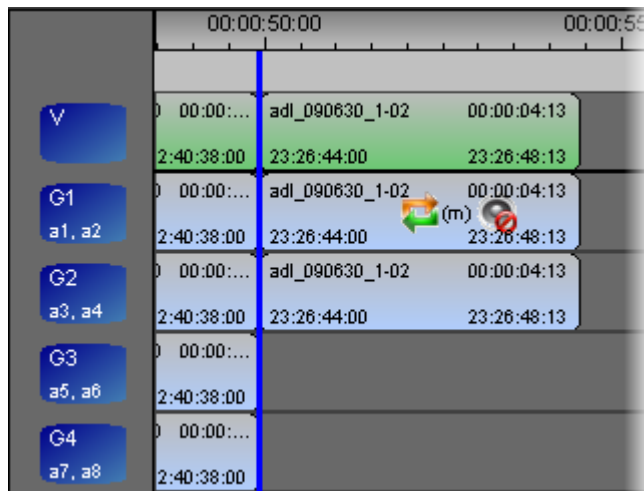 00:00:50:00 00:00:55
V 00:00:... adl_090630_1-02 00:00:04:13
2:40:38:00 23:26:44:00 23:26:48:13
G1 00:00:... adl_090630_1-02 00:00:04:13
(m)
a1, a2 2:40:38:00 23:26:44:00 23:26:48:13
G2 00:00:... adl_090630_1-02 00:00:04:13
a3, a4 2:40:38:00 23:26:44:00 23:26:48:13
G3 00:00:...
a5, a6 2:40:38:00
G4 00:00:...
a7, a8 2:40:38:00